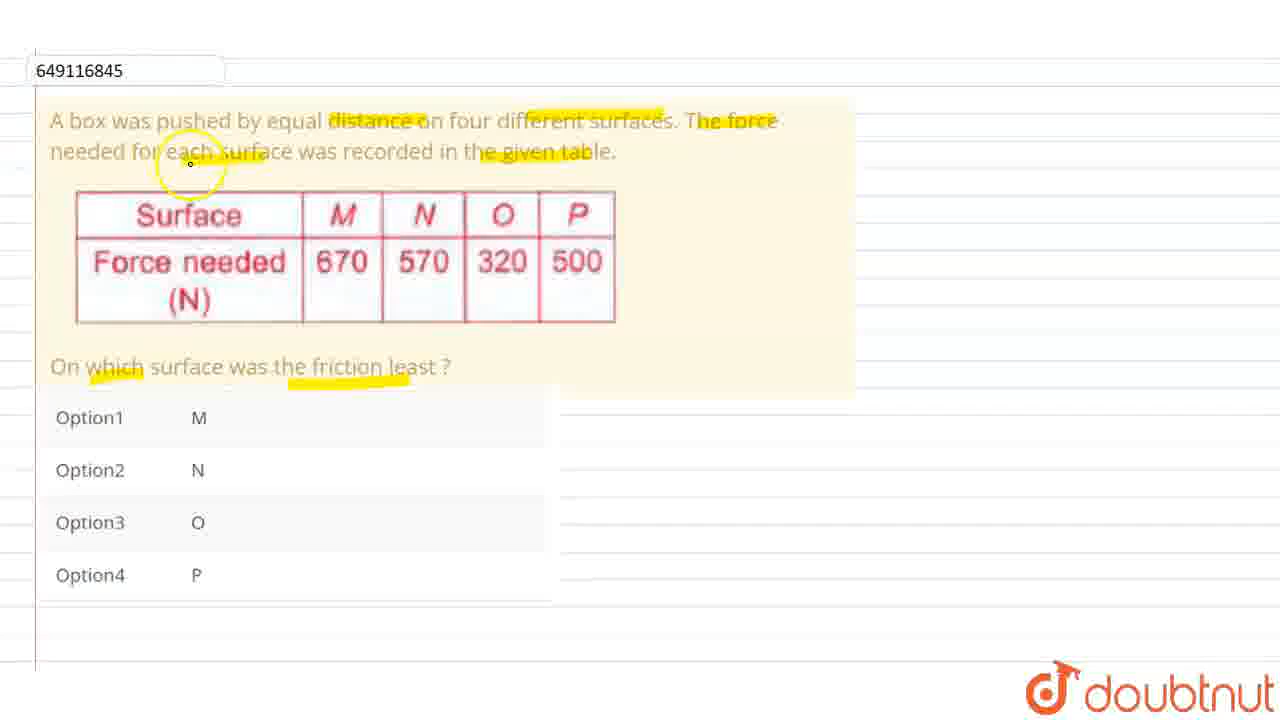 649116845
A box was pushed by equal distance on four different surfaces. The force
needed for each surface was recorded in the given table.
Surface M N O P
Force needed (N) 670 570 320 500
On which surface was the friction least ?
Option1 M
Option2 N
Option3 O
Option4 P
doubtnut